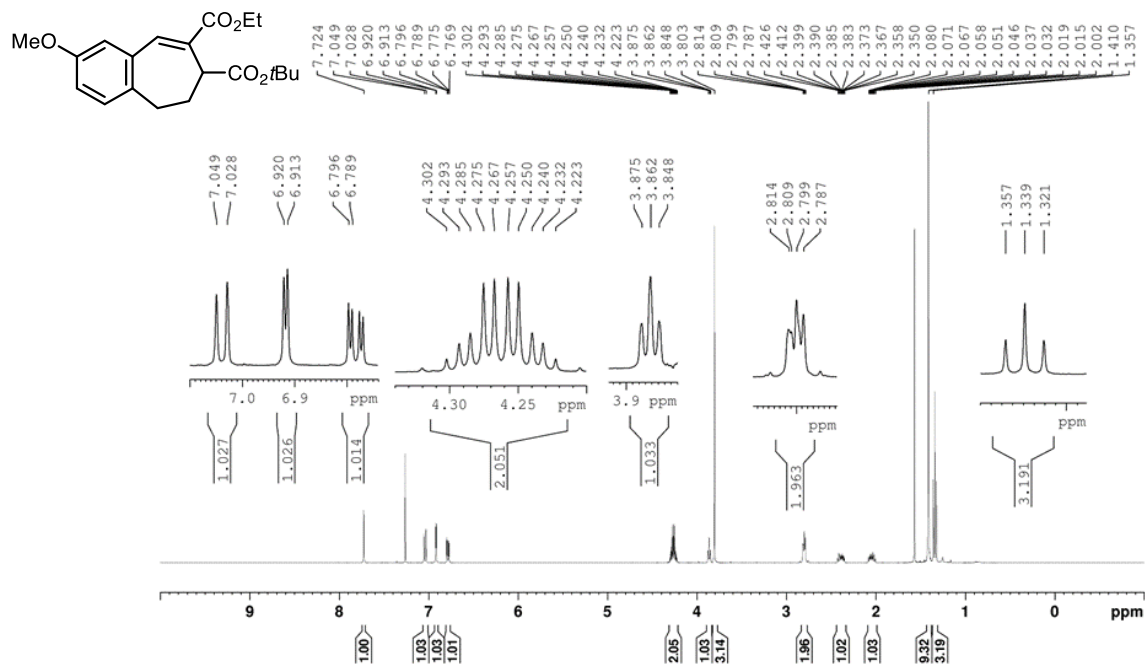 MeO
CO2Et
CO2tBu
7.724 7.049 7.028 6.920 6.913 6.796 6.789 6.775 6.769 4.302 4.293 4.285 4.275 4.267 4.257 4.250 4.240 4.232 4.223 3.875 3.862 3.848 3.803 2.814 2.809 2.799 2.787 2.426 2.412 2.399 2.390 2.385 2.383 2.373 2.367 2.358 2.350 2.080 2.071 2.067 2.058 2.051 2.046 2.037 2.032 2.019 2.015 2.002 1.410 1.357
7.049 7.028 6.920 6.913 6.796 6.789 4.302 4.293 4.285 4.275 4.267 4.257 4.250 4.240 4.232 4.223 3.875 3.862 3.848 2.814 2.809 2.799 2.787 1.357 1.339 1.321
7.0 6.9 ppm 4.30 4.25 ppm 3.9 ppm ppm ppm
1.027 1.026 1.014 2.051 1.033 1.963 3.191
9 8 7 6 5 4 3 2 1 0 ppm
1.00 1.03 1.03 1.01 2.05 1.03 3.14 1.96 1.02 1.03 9.32 3.19